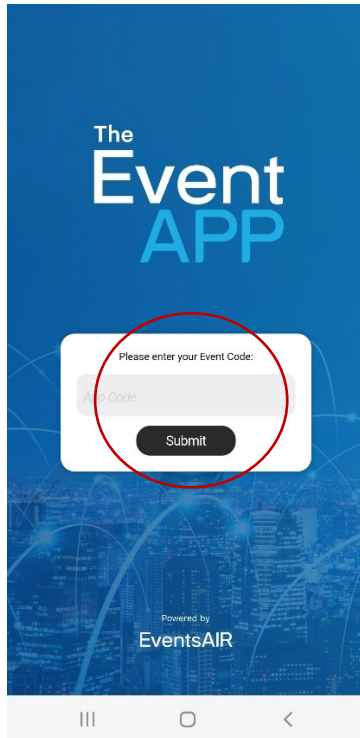 The
Event
APP
Please enter your Event Code:
App Code
Submit
Powered by
EventsAIR